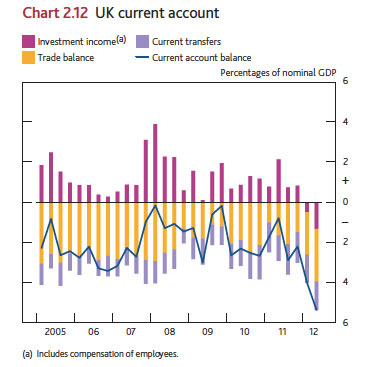 Chart 2.12 UK current account
Investment income(a) Current transfers
Trade balance Current account balance
Percentages of nominal GDP
6
4
2
+
0
–
2
4
6
2005 06 07 08 09 10 11 12
(a) Includes compensation of employees.